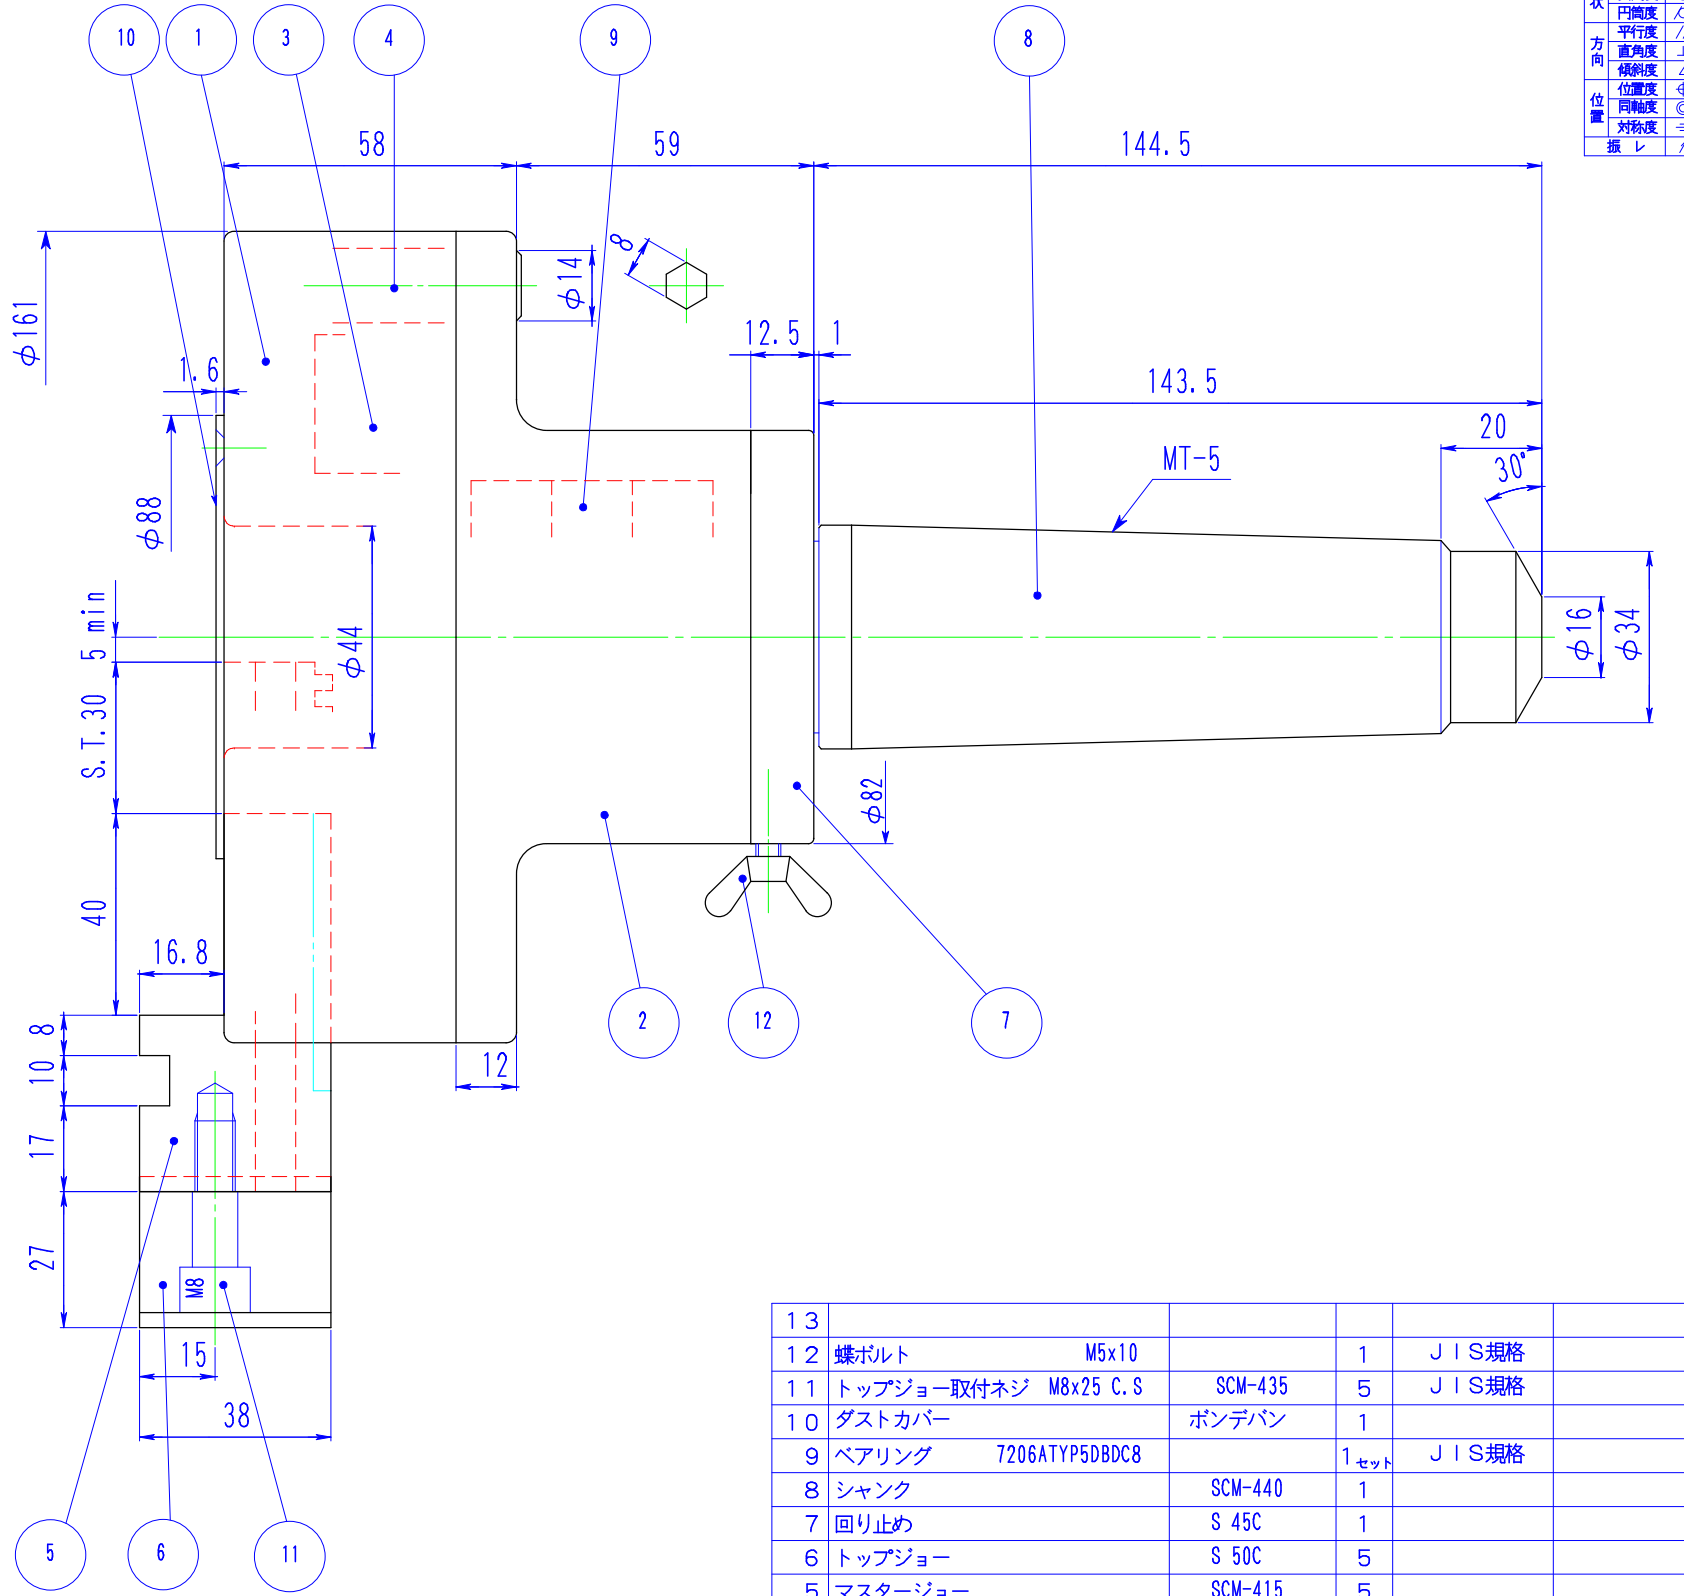 状
円筒度
方向 平行度 //
直角度 ⊥
傾斜度
位置 位置度
同軸度
対称度
振レ
10 1 3 4 9 8
58 59 144.5
φ161
8
φ14
12.5 1
1.6
143.5
20
30°
MT-5
φ88
5 min
φ44
φ16
φ34
S.T.30
φ82
40
16.8
8
2 12 7
10
12
17
27
M8
15
38
5 6 11
13
12 蝶ボルト M5x10 1 JIS規格
11 トップジョー取付ネジ M8x25 C.S SCM-435 5 JIS規格
10 ダストカバー ボンデバン 1
9 ベアリング 7206ATYP5DBDC8 1セット JIS規格
8 シャンク SCM-440 1
7 回り止め S 45C 1
6 トップジョー S 50C 5
5 マスタージョー SCM-415 5